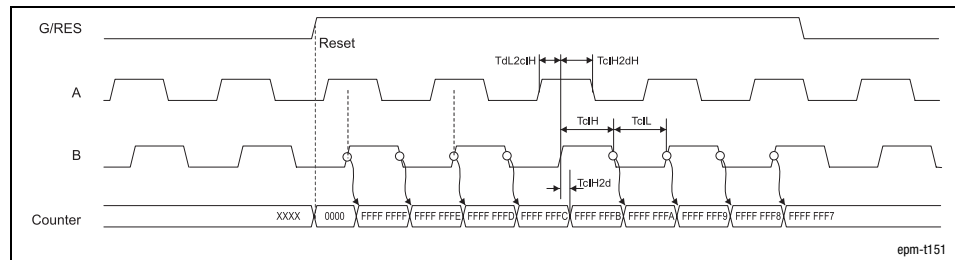 G/RES
Reset
TdL2clH
TclH2dH
A
TclH
TclL
B
TclH2d
Counter
XXXX
0000
FFFF FFFF
FFFF FFFE
FFFF FFFD
FFFF FFFC
FFFF FFFB
FFFF FFFA
FFFF FFF9
FFFF FFF8
FFFF FFF7
epm-t151